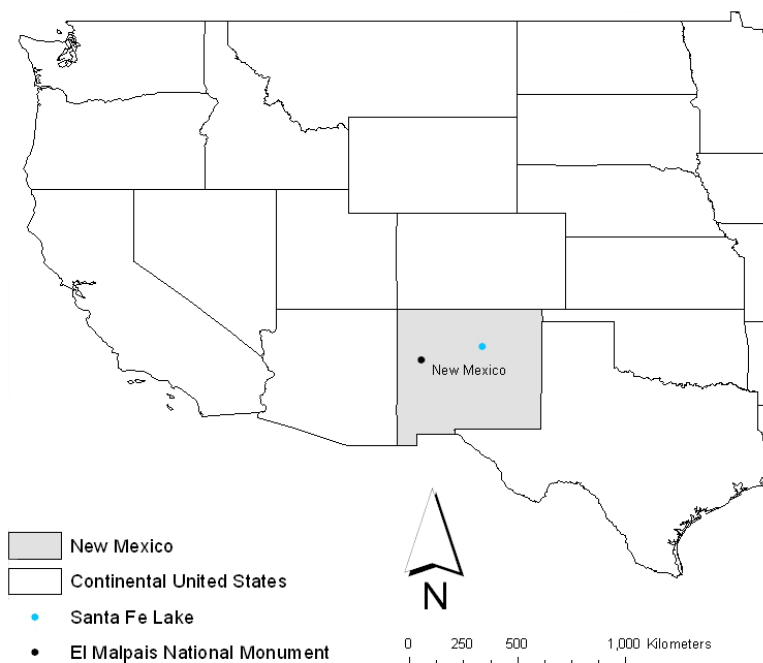 New Mexico
N
New Mexico
Continental United States
Santa Fe Lake
El Malpais National Monument
0 250 500 1,000 Kilometers